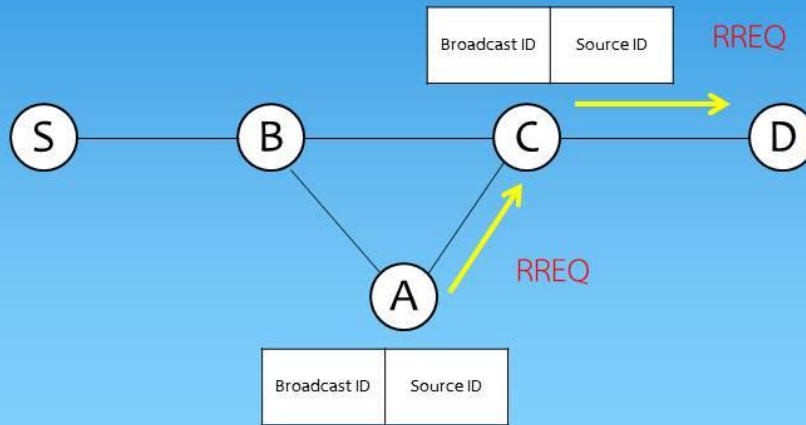 Broadcast ID Source ID RREQ
S B C D
RREQ
A
Broadcast ID Source ID